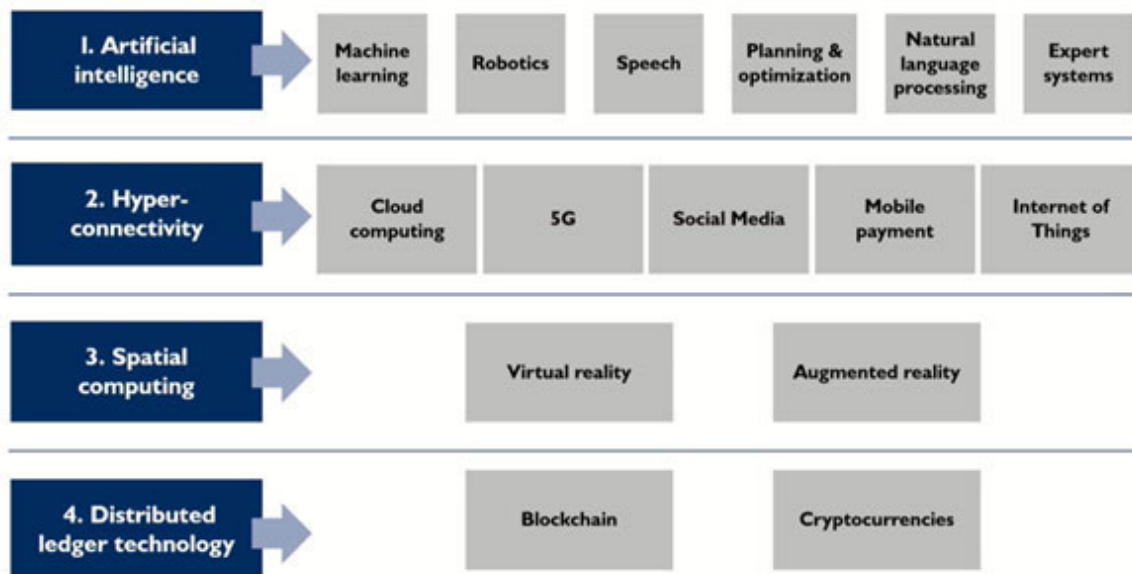 1. Artificial
intelligence
Machine
learning
Robotics
Speech
Planning &
optimization
Natural
language
processing
Expert
systems
2. Hyper-
connectivity
Cloud
computing
5G
Social Media
Mobile
payment
Internet of
Things
3. Spatial
computing
Virtual reality
Augmented reality
4. Distributed
ledger technology
Blockchain
Cryptocurrencies